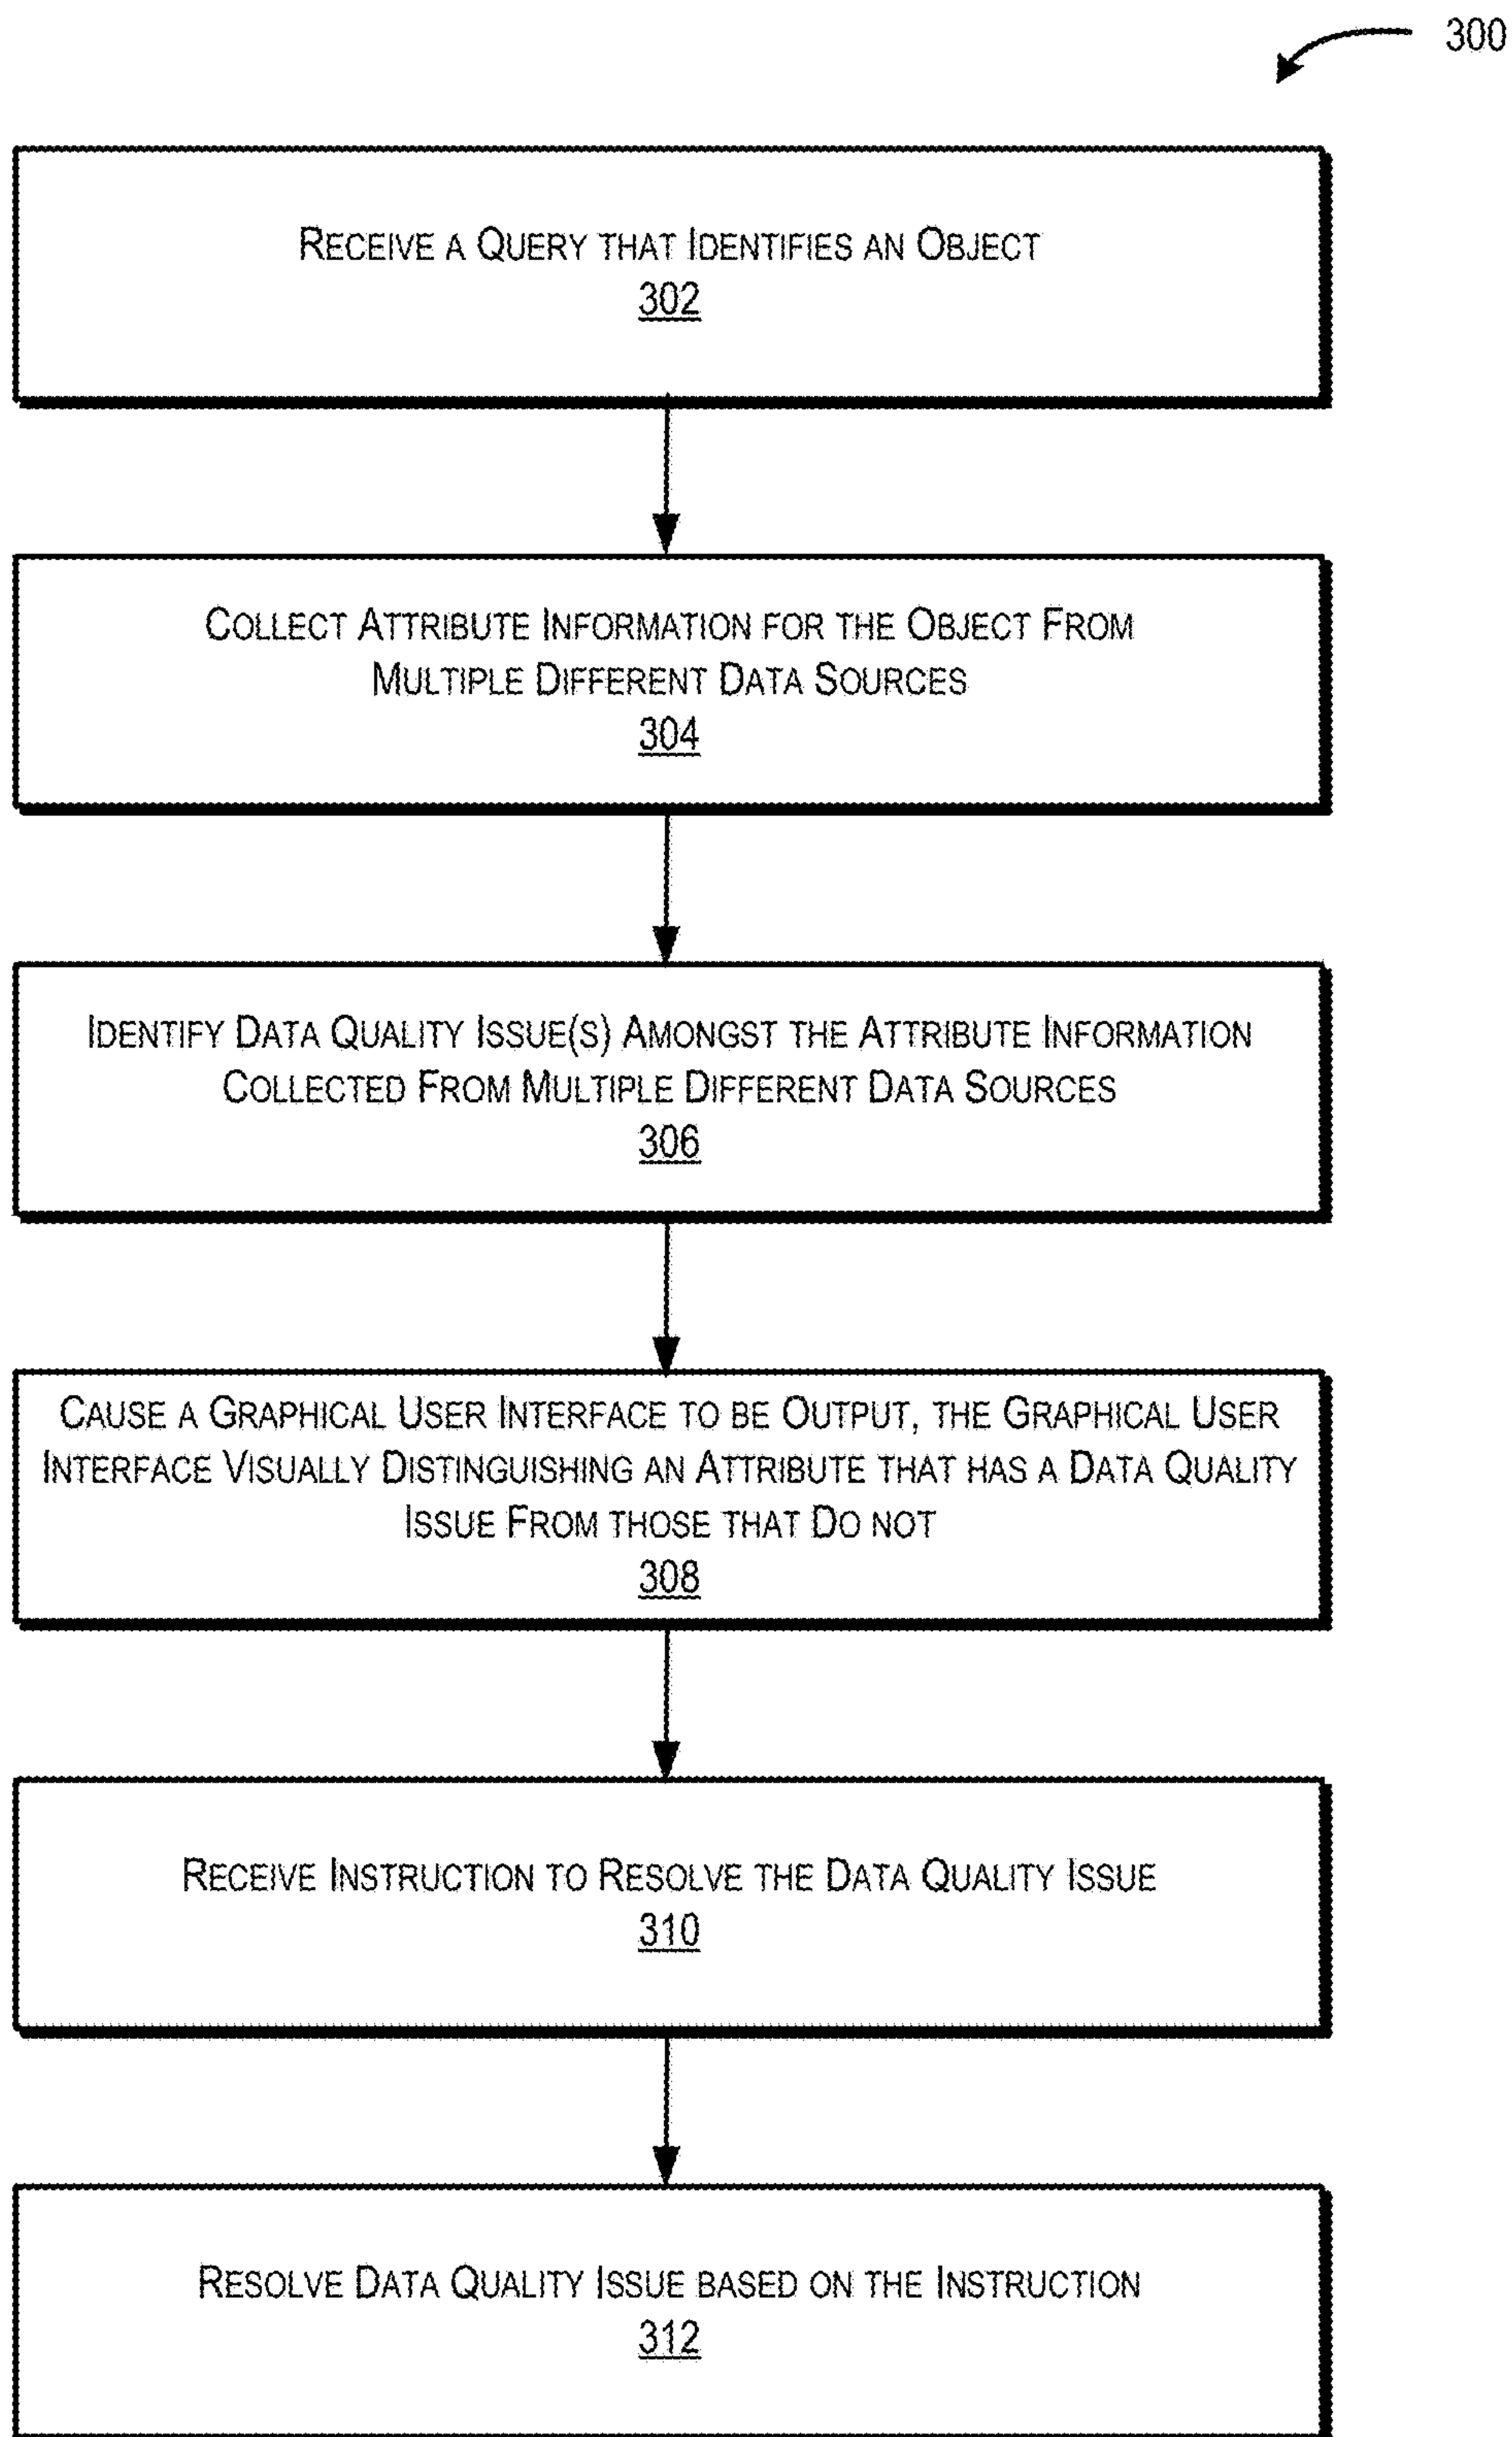 300
RECEIVE A QUERY THAT IDENTIFIES AN OBJECT
302
COLLECT ATTRIBUTE INFORMATION FOR THE OBJECT FROM
MULTIPLE DIFFERENT DATA SOURCES
304
IDENTIFY DATA QUALITY ISSUE(S) AMONGST THE ATTRIBUTE INFORMATION
COLLECTED FROM MULTIPLE DIFFERENT DATA SOURCES
306
CAUSE A GRAPHICAL USER INTERFACE TO BE OUTPUT, THE GRAPHICAL USER
INTERFACE VISUALLY DISTINGUISHING AN ATTRIBUTE THAT HAS A DATA QUALITY
ISSUE FROM THOSE THAT DO NOT
308
RECEIVE INSTRUCTION TO RESOLVE THE DATA QUALITY ISSUE
310
RESOLVE DATA QUALITY ISSUE BASED ON THE INSTRUCTION
312